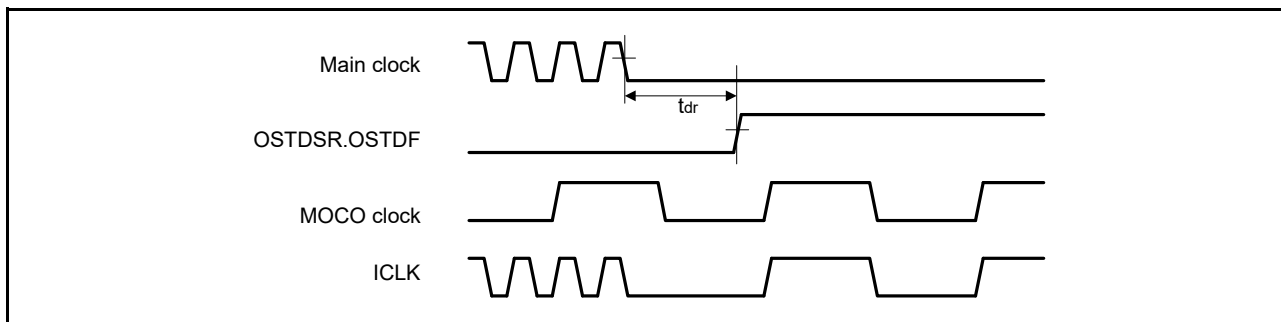 Main clock
tdr
OSTDSR.OSTDF
MOCO clock
ICLK